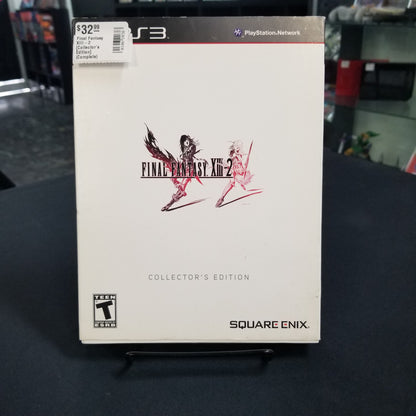 $32.99
Final Fantasy
XIII - 2
[Collector's
Edition]
(Complete)
PS3
PlayStation Network
FINAL FANTASY XIII-2
COLLECTOR'S EDITION
TEEN
T
ESRB
SQUARE ENIX